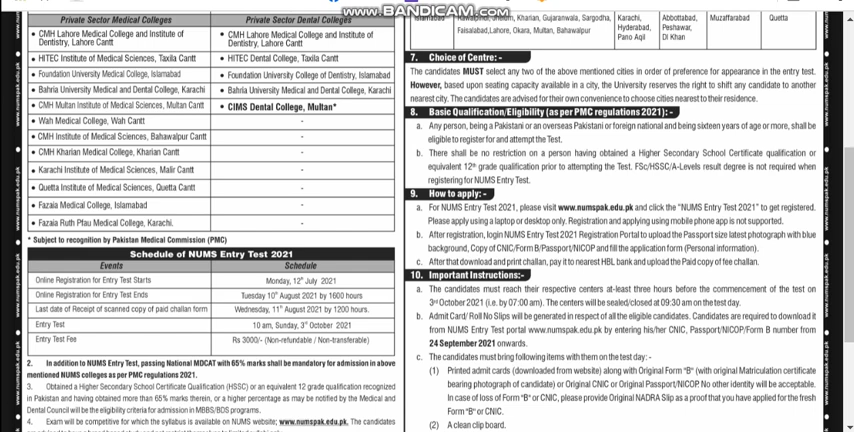 www.BANDICAM.com
Private Sector Medical Colleges
Private Sector Dental Colleges
• CMH Lahore Medical College and Institute of Dentistry, Lahore Cantt
• CMH Lahore Medical College and Institute of Dentistry, Lahore Cantt
• HITEC Institute of Medical Sciences, Taxila Cantt
• HITEC Dental College, Taxila Cantt
• Foundation University Medical College, Islamabad
• Foundation University College of Dentistry, Islamabad
• Bahria University Medical and Dental College, Karachi
• Bahria University Medical and Dental College, Karachi
• CMH Multan Institute of Medical Sciences, Multan Cantt
• CIMS Dental College, Multan*
• Wah Medical College, Wah Cantt
-
• CMH Institute of Medical Sciences, Bahawalpur Cantt
-
• CMH Kharian Medical College, Kharian Cantt
-
• Karachi Institute of Medical Sciences, Malir Cantt
-
• Quetta Institute of Medical Sciences, Quetta Cantt
-
• Fazaia Medical College, Islamabad
-
• Fazaia Ruth Pfau Medical College, Karachi.
-
* Subject to recognition by Pakistan Medical Commission (PMC)
Schedule of NUMS Entry Test 2021
Events
Schedule
Online Registration for Entry Test Starts
Monday, 12th July 2021
Online Registration for Entry Test Ends
Tuesday 10th August 2021 by 1600 hours
Last date of Receipt of scanned copy of paid challan form
Wednesday, 11th August 2021 by 1200 hours.
Entry Test
10 am, Sunday, 3rd October 2021
Entry Test Fee
Rs 3000/- (Non-refundable / Non-transferable)
2. In addition to NUMS Entry Test, passing National MDCAT with 65% marks shall be mandatory for admission in above
mentioned NUMS colleges as per PMC regulations 2021.
3. Obtained a Higher Secondary School Certificate Qualification (HSSC) or an equivalent 12 grade qualification recognized
in Pakistan and having obtained more than 65% marks therein, or a higher percentage as may be notified by the Medical and
Dental Council will be the eligibility criteria for admission in MBBS/BDS programs.
4. Exam will be competitive for which the syllabus is available on NUMS website; www.numspak.edu.pk. The candidates
Islamabad
Rawalpindi, Jhelum, Kharian, Gujaranwala, Sargodha,
Faisalabad,Lahore, Okara, Multan, Bahawalpur
Karachi,
Hyderabad,
Pano Aqil
Abbottabad,
Peshawar,
DI Khan
Muzaffarabad
Quetta
7. Choice of Centre: -
The candidates MUST select any two of the above mentioned cities in order of preference for appearance in the entry test.
However, based upon seating capacity available in a city, the University reserves the right to shift any candidate to another
nearest city. The candidates are advised for their own convenience to choose cities nearest to their residence.
8. Basic Qualification/Eligibility (as per PMC regulations 2021): -
a. Any person, being a Pakistani or an overseas Pakistani or foreign national and being sixteen years of age or more, shall be
eligible to register for and attempt the Test.
b. There shall be no restriction on a person having obtained a Higher Secondary School Certificate qualification or
equivalent 12th grade qualification prior to attempting the Test. FSc/HSSC/A-Levels result degree is not required when
registering for NUMS Entry Test.
9. How to apply: -
a. For NUMS Entry Test 2021, please visit www.numspak.edu.pk and click the "NUMS Entry Test 2021" to get registered.
Please apply using a laptop or desktop only. Registration and applying using mobile phone app is not supported.
b. After registration, login NUMS Entry Test 2021 Registration Portal to upload the Passport size latest photograph with blue
background, Copy of CNIC/Form B/Passport/NICOP and fill the application form (Personal information).
c. After that download and print challan, pay it to nearest HBL bank and upload the Paid copy of fee challan.
10. Important Instructions:-
a. The candidates must reach their respective centers at-least three hours before the commencement of the test on
3rd October 2021 (i.e. by 07:00 am). The centers will be sealed/closed at 09:30 am on the test day.
b. Admit Card/ Roll No Slips will be generated in respect of all the eligible candidates. Candidates are required to download it
from NUMS Entry Test portal www.numspak.edu.pk by entering his/her CNIC, Passport/NICOP/Form B number from
24 September 2021 onwards.
c. The candidates must bring following items with them on the test day: -
(1) Printed admit cards (downloaded from website) along with Original Form "B" (with original Matriculation certificate
bearing photograph of candidate) or Original CNIC or Original Passport/NICOP. No other identity will be acceptable.
In case of loss of Form "B" or CNIC, please provide Original NADRA Slip as a proof that you have applied for the fresh
Form "B" or CNIC.
(2) A clean clip board.